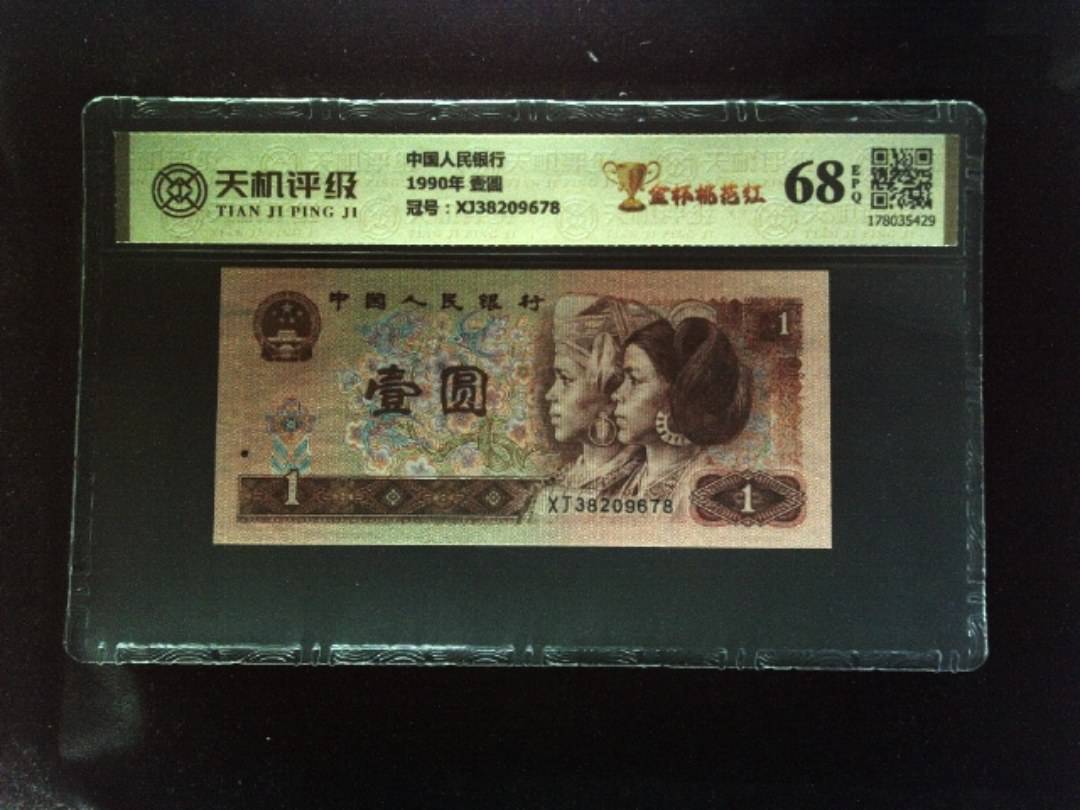 天机评级
TIAN JI PING JI
中国人民银行
1990年 壹圆
冠号：XJ38209678
金杯桃花红
68
EPQ
178035429
中国人民银行
1
壹圆
1
XJ38209678
1